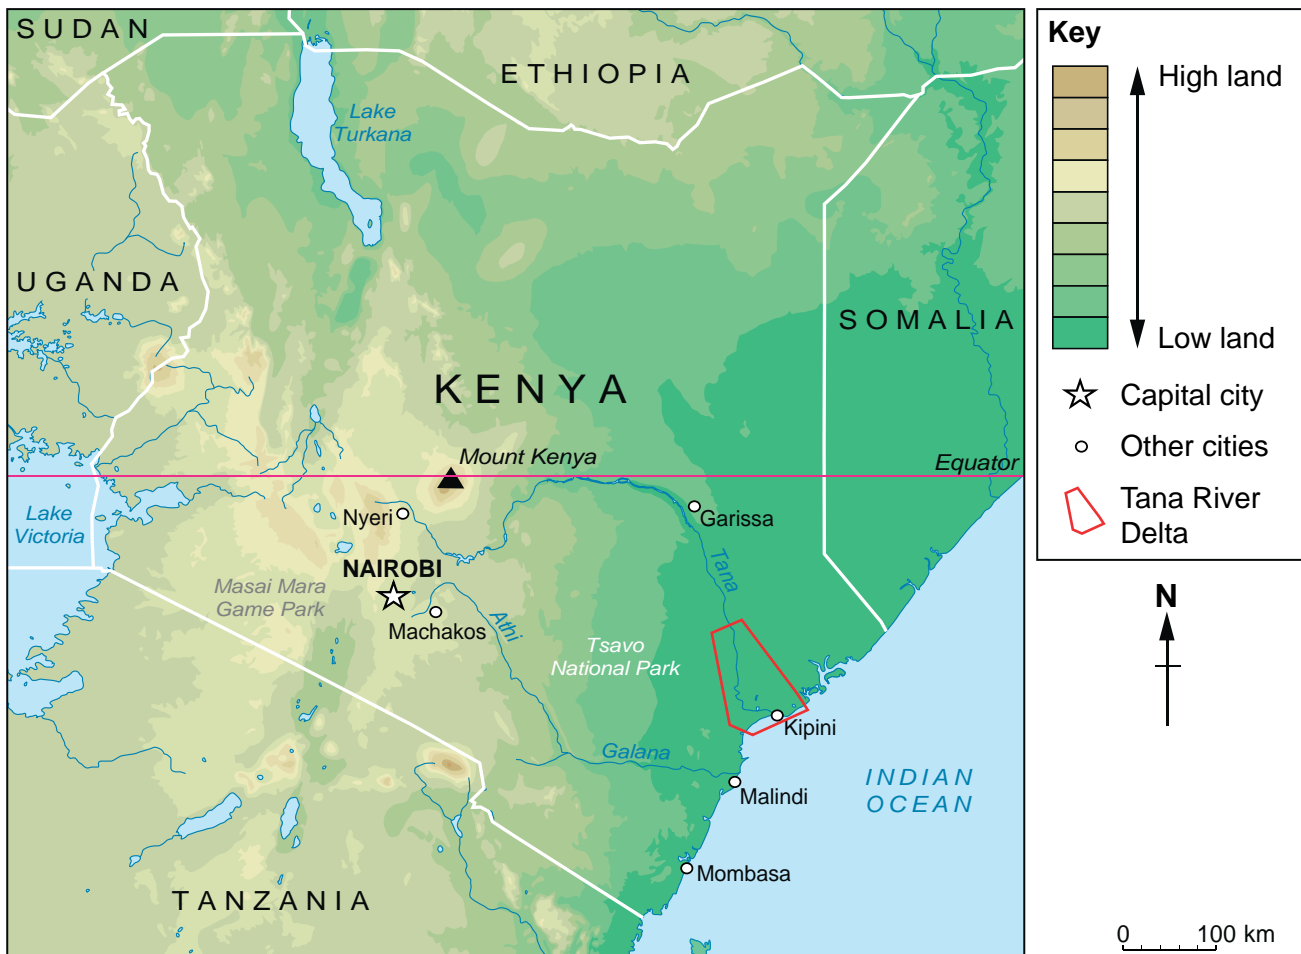 SUDAN
ETHIOPIA
Lake
Turkana
UGANDA
SOMALIA
KENYA
Mount Kenya
Equator
Lake
Victoria
Nyeri
Garissa
NAIROBI
Masai Mara
Game Park
Machakos
Athi
Tana
Tsavo
National Park
Kipini
Galana
Malindi
INDIAN
OCEAN
Mombasa
TANZANIA
Key
High land
Low land
Capital city
Other cities
Tana River
Delta
N
0 100 km